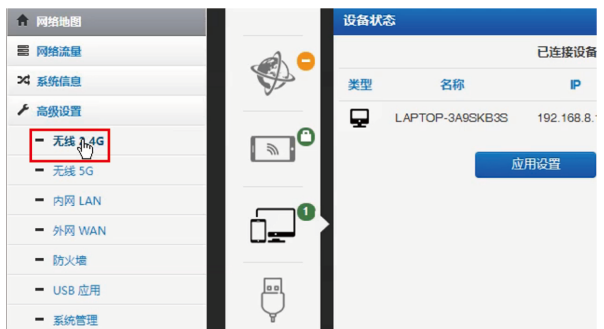 网络地图
网络流量
系统信息
高级设置
无线 2.4G
无线 5G
内网 LAN
外网 WAN
防火墙
USB 应用
系统管理
1
设备状态
已连接设备
类型 名称 IP
LAPTOP-3A9SKB3S 192.168.8.
应用设置